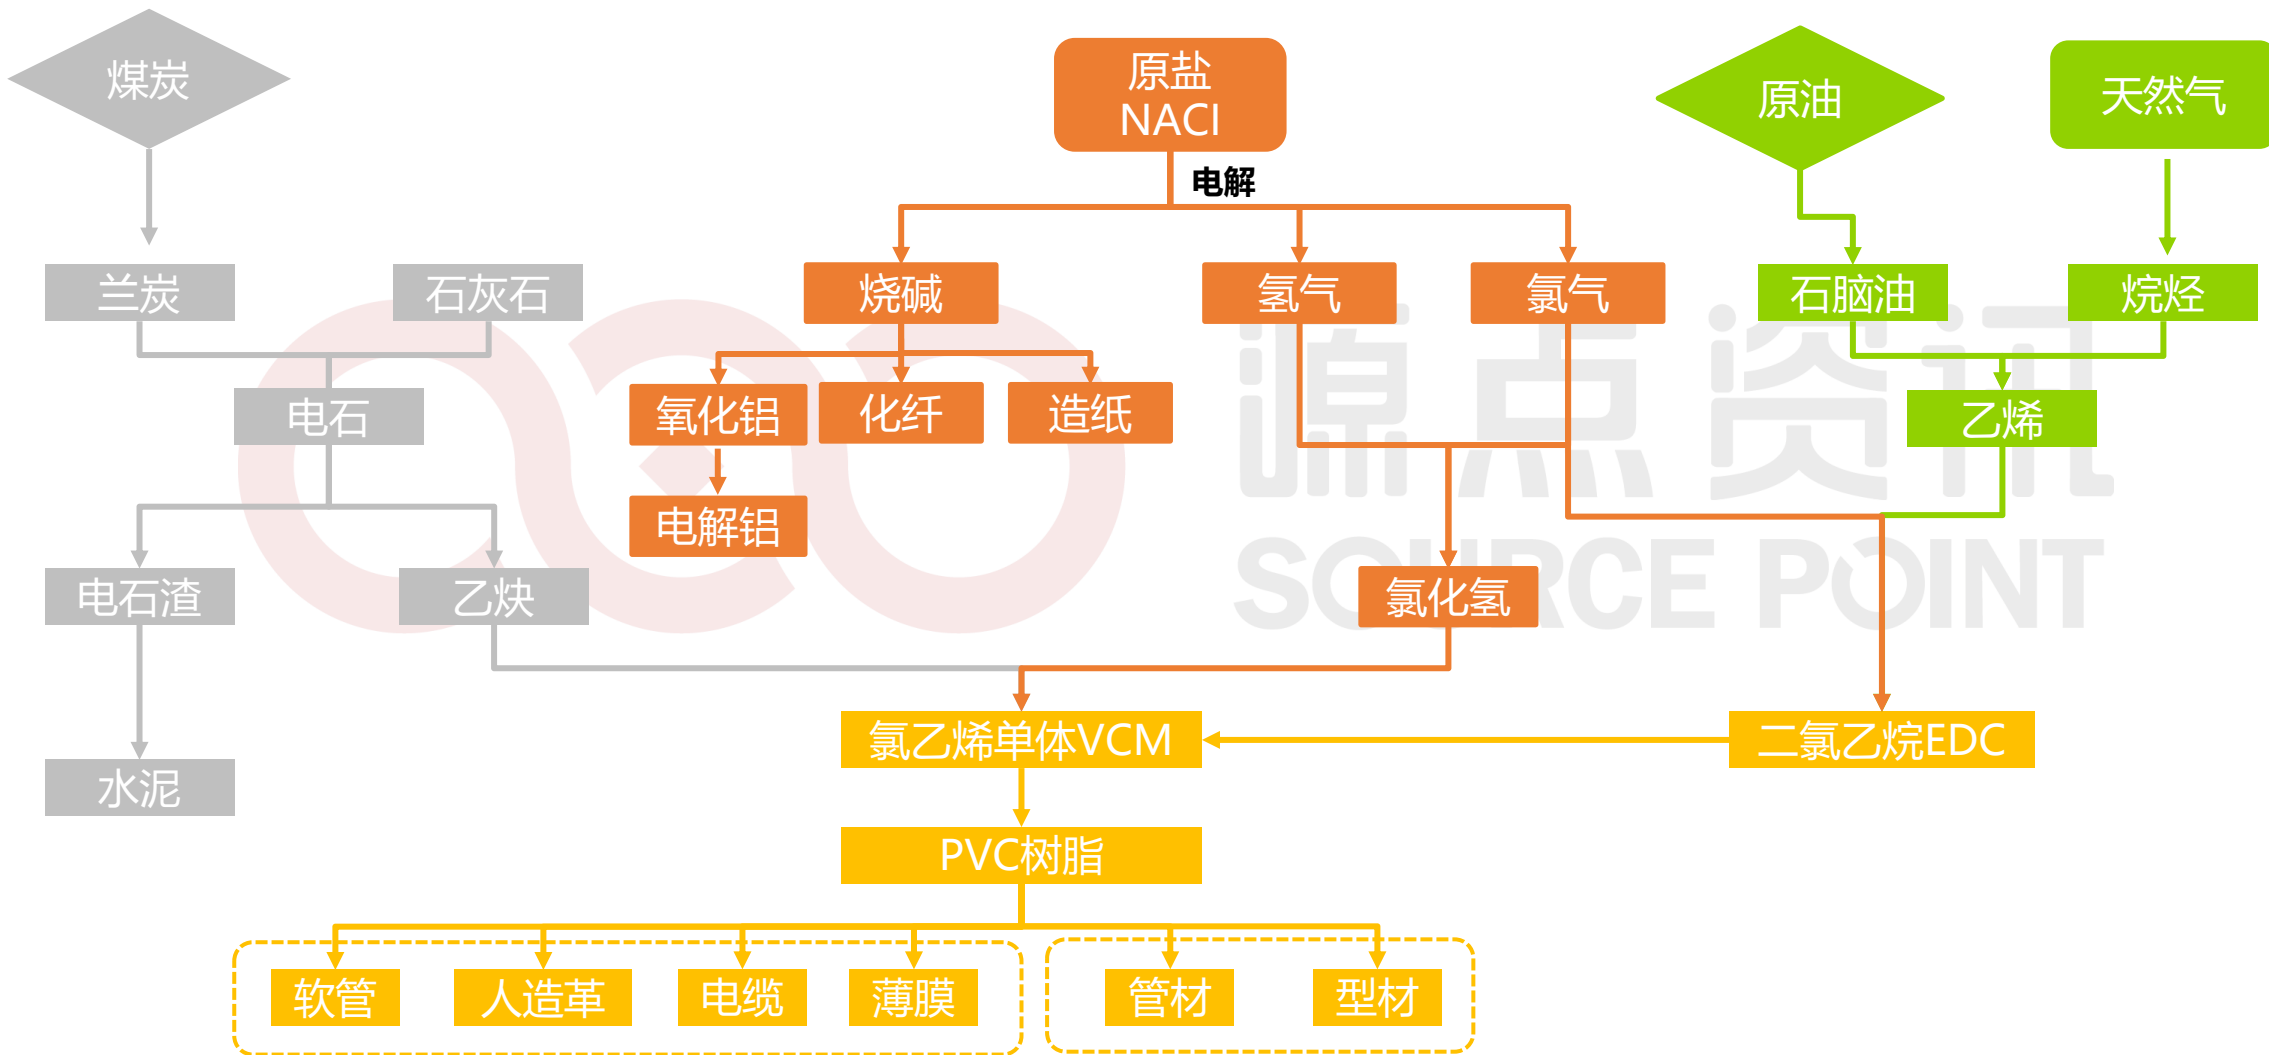 煤炭
原盐
NACl
原油
天然气
电解
兰炭
石灰石
烧碱
氢气
氯气
石脑油
烷烃
电石
氧化铝
化纤
造纸
乙烯
电解铝
电石渣
乙炔
氯化氢
源点资讯
SOURCE POINT
氯乙烯单体VCM
二氯乙烷EDC
水泥
PVC树脂
软管
人造革
电缆
薄膜
管材
型材